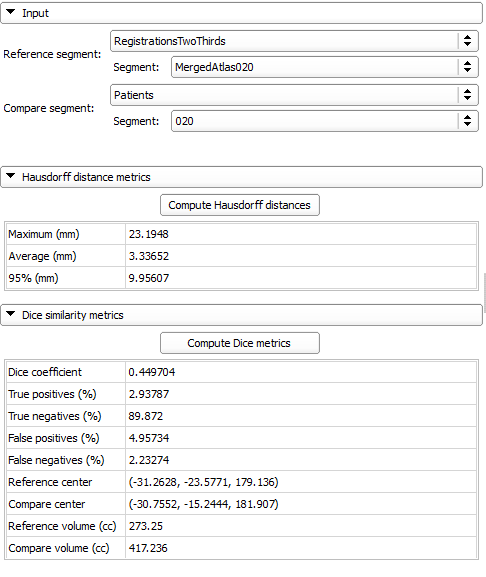 Input
Reference segment:
RegistrationsTwoThirds
Segment: MergedAtlas020
Compare segment:
Patients
Segment: 020
Hausdorff distance metrics
Compute Hausdorff distances
Maximum (mm) 23.1948
Average (mm) 3.33652
95% (mm) 9.95607
Dice similarity metrics
Compute Dice metrics
Dice coefficient 0.449704
True positives (%) 2.93787
True negatives (%) 89.872
False positives (%) 4.95734
False negatives (%) 2.23274
Reference center (-31.2628, -23.5771, 179.136)
Compare center (-30.7552, -15.2444, 181.907)
Reference volume (cc) 273.25
Compare volume (cc) 417.236